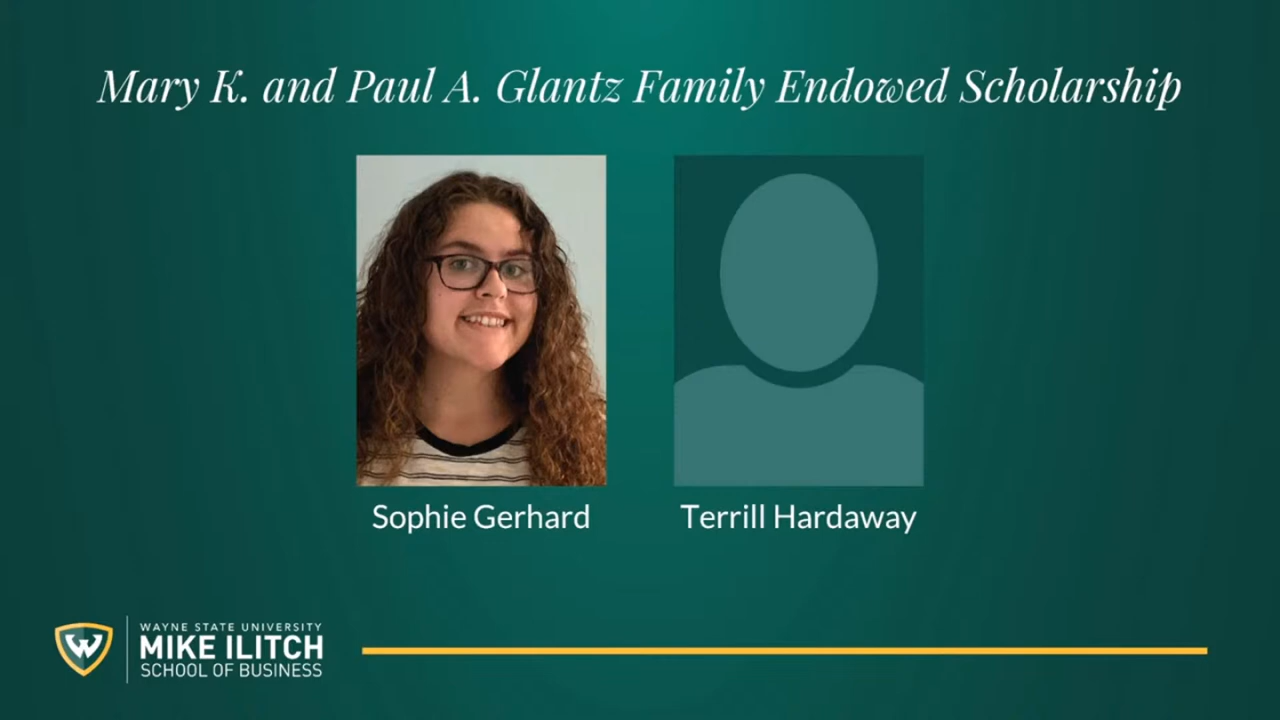 Mary K. and Paul A. Glantz Family Endowed Scholarship
Sophie Gerhard
Terrill Hardaway
W
WAYNE STATE UNIVERSITY
MIKE ILITCH
SCHOOL OF BUSINESS